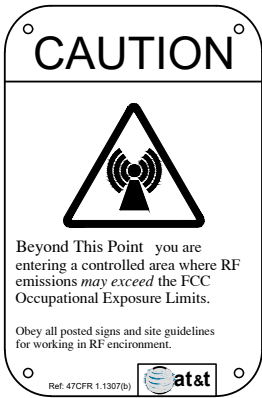 CAUTION
Beyond This Point you are
entering a controlled area where RF
emissions may exceed the FCC
Occupational Exposure Limits.
Obey all posted signs and site guidelines
for working in RF encironment.
Ref: 47CFR 1.1307(b)
at&t